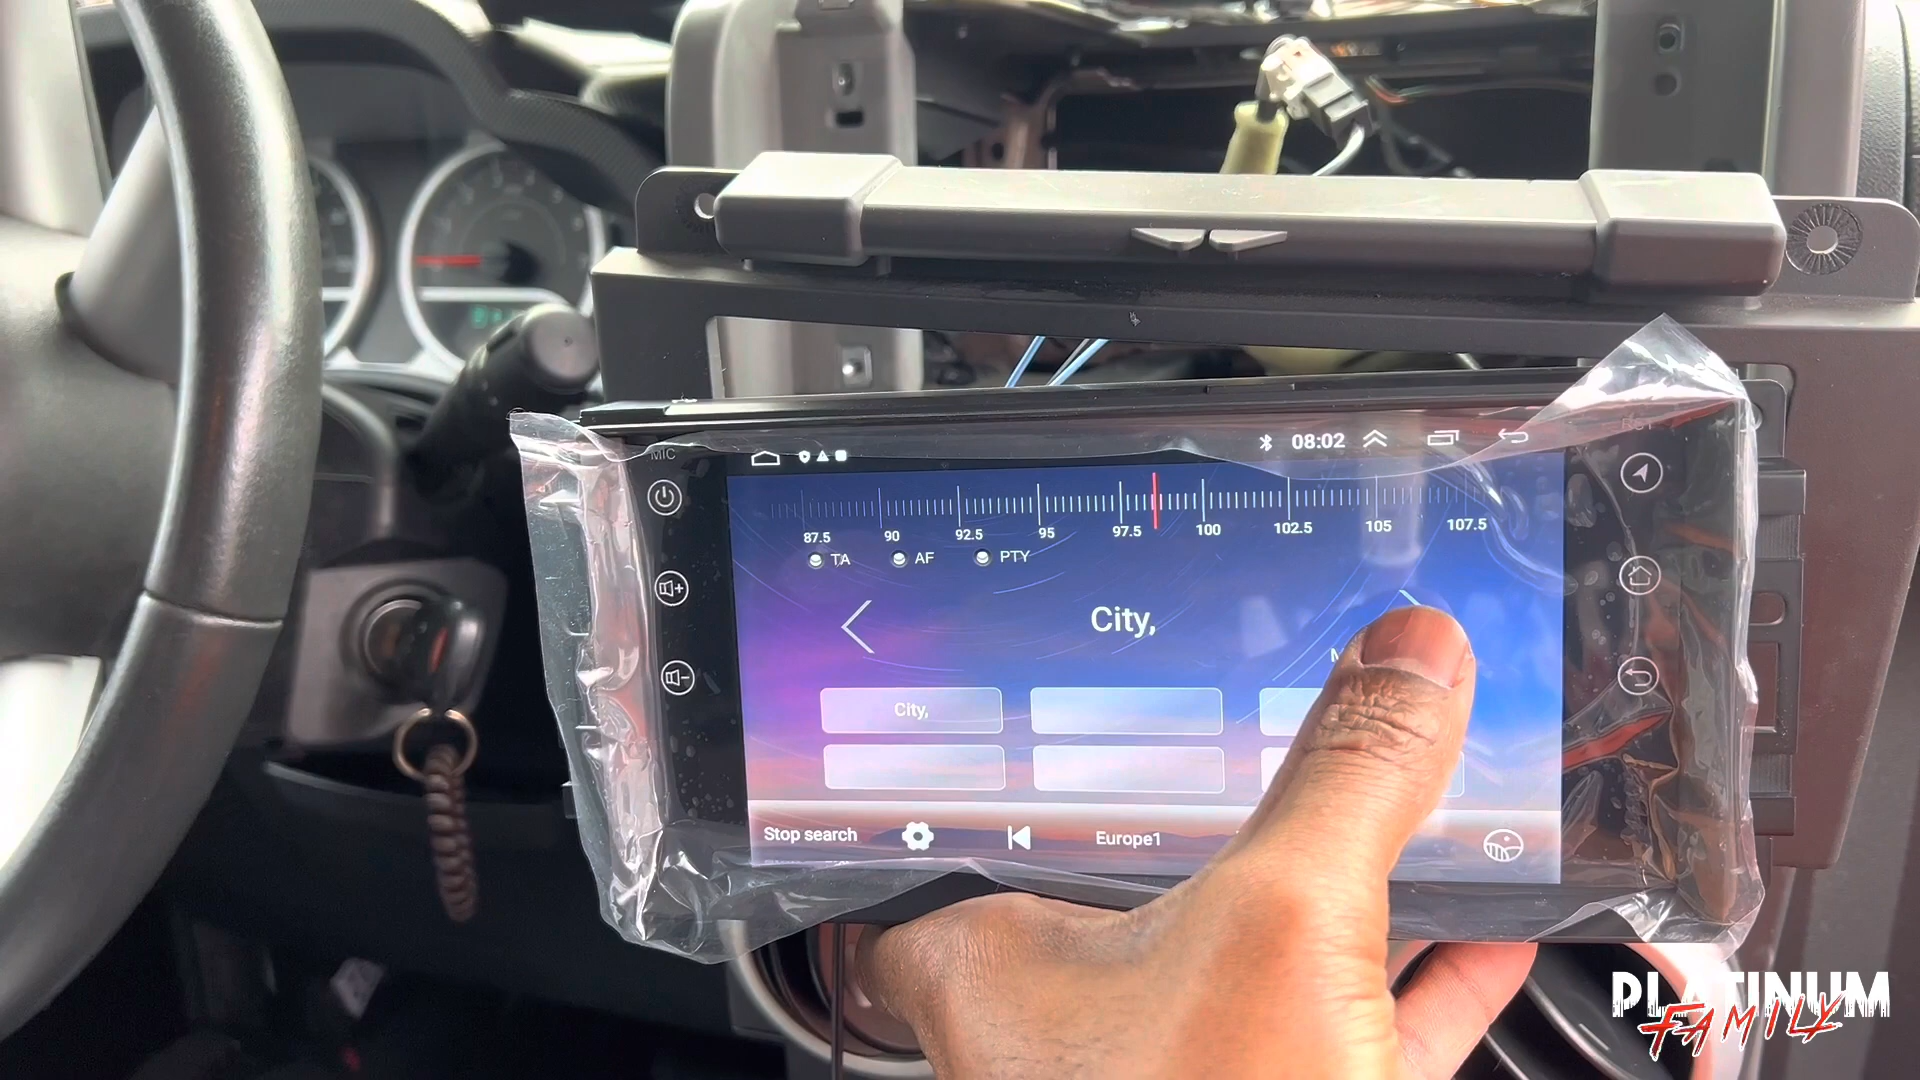 MIC
RST
08:02
87.5 90 92.5 95 97.5 100 102.5 105 107.5
TA AF PTY
City,
City,
Stop search
Europe1
PLATINUM
FAMILY